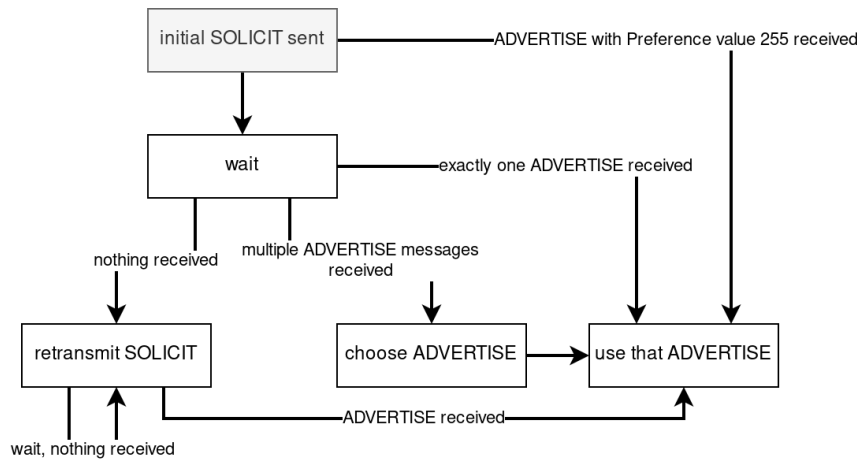 initial SOLICIT sent
ADVERTISE with Preference value 255 received
wait
exactly one ADVERTISE received
nothing received
multiple ADVERTISE messages
received
retransmit SOLICIT
choose ADVERTISE
use that ADVERTISE
ADVERTISE received
wait, nothing received